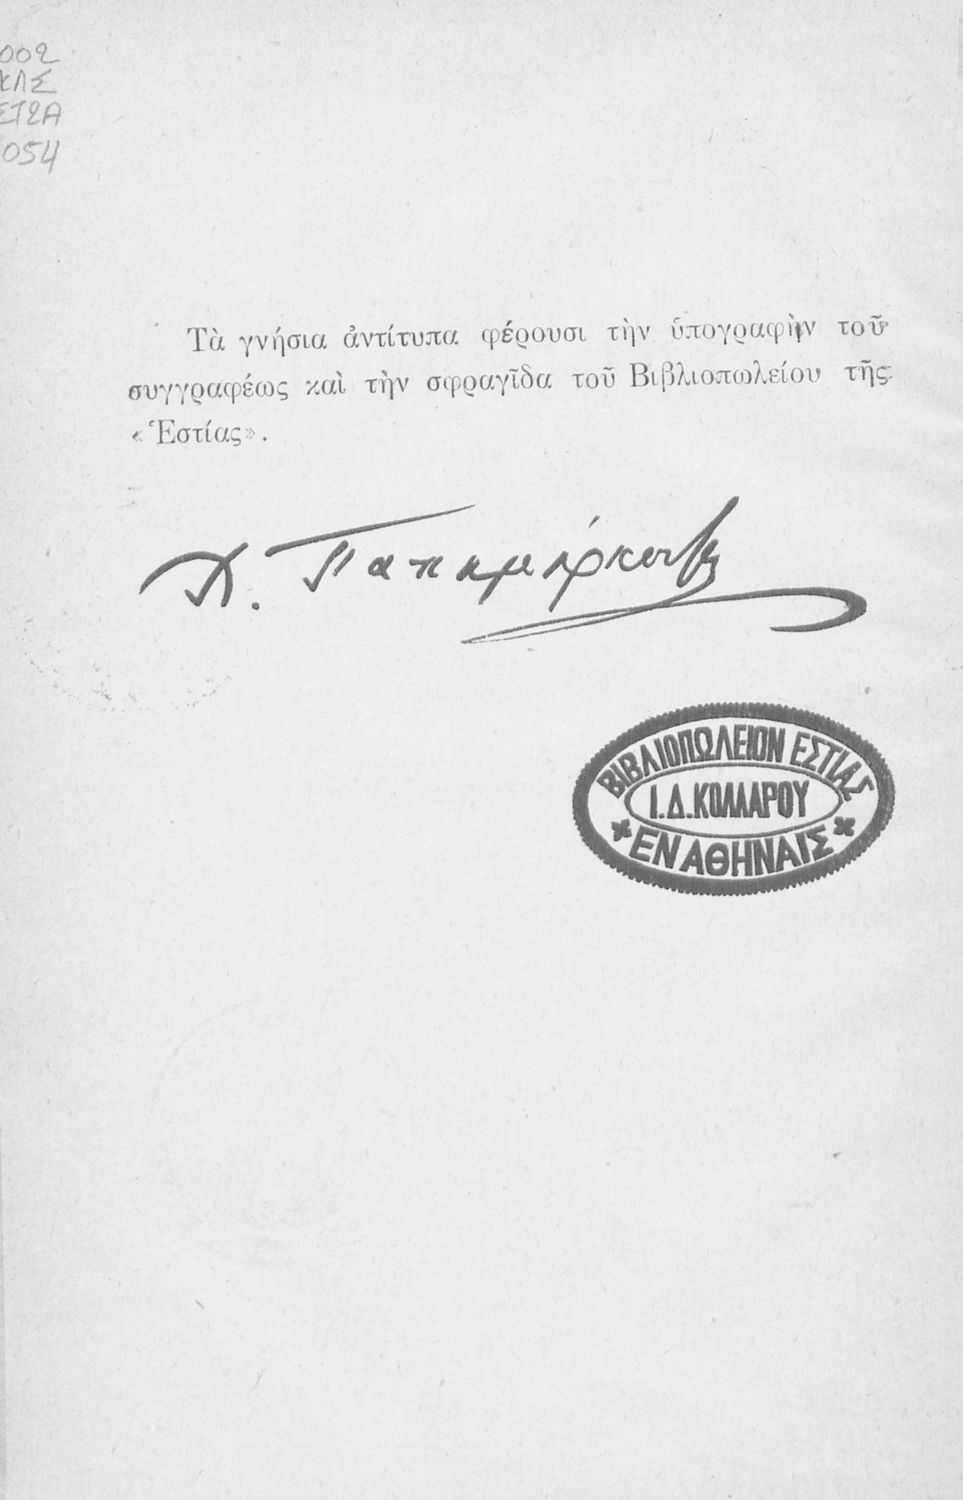 002
ΚΛΣ
ΣΤ2Α
054
Τὰ γνήσια ἀντίτυπα φέρουσι τὴν ὑπογραφὴν τοῦ
συγγραφέως καὶ τὴν σφραγῖδα τοῦ Βιβλιοπωλείου τῆς
«Ἑστίας».
Χ. Παπαμάρκου
ΒΙΒΛΙΟΠΩΛΕΙΟΝ ΕΣΤΙΑΣ
Ι.Δ.ΚΟΛΛΑΡΟΥ
ΕΝ ΑΘΗΝΑΙΣ